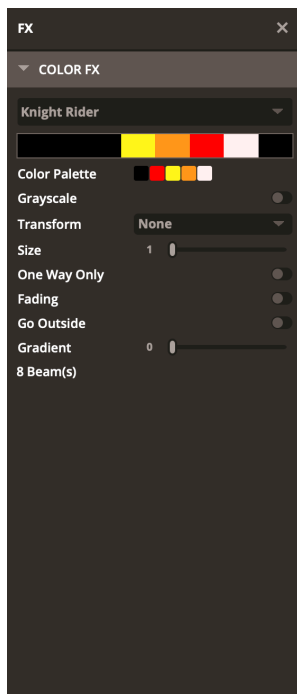 FX
COLOR FX
Knight Rider
Color Palette
Grayscale
Transform None
Size 1
One Way Only
Fading
Go Outside
Gradient 0
8 Beam(s)